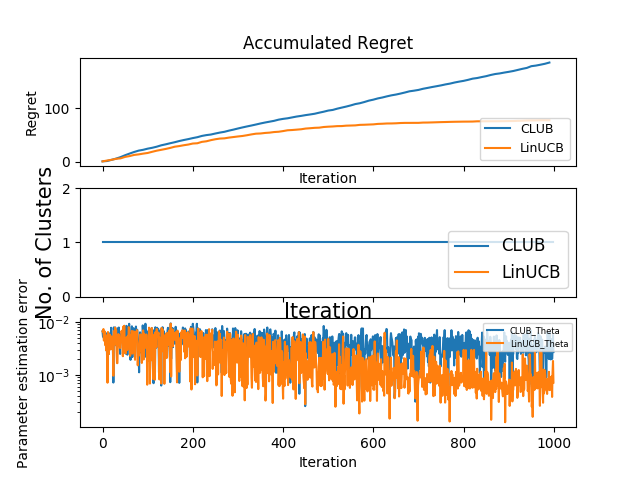 Accumulated Regret
Regret
100
0
CLUB
LinUCB
Iteration
No. of Clusters
2
1
0
CLUB
LinUCB
Iteration
Parameter estimation error
10⁻²
10⁻³
CLUB_Theta
LinUCB_Theta
0 200 400 600 800 1000
Iteration